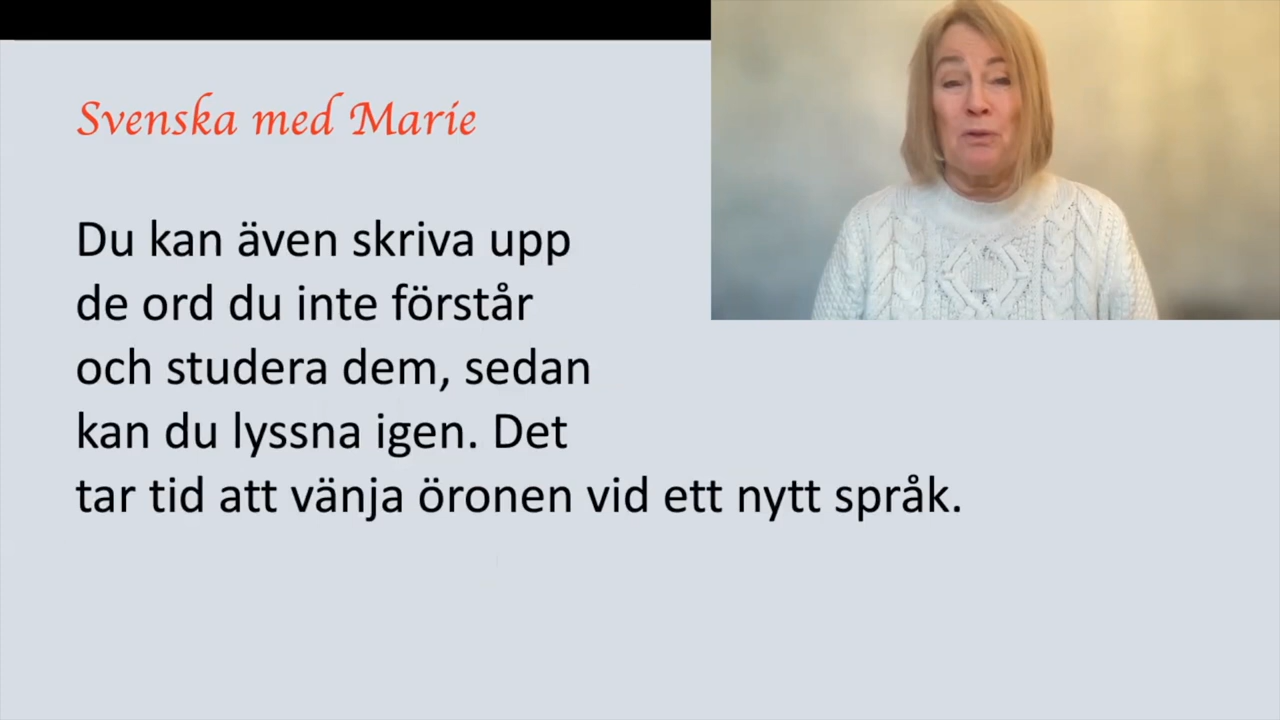 Svenska med Marie
Du kan även skriva upp
de ord du inte förstår
och studera dem, sedan
kan du lyssna igen. Det
tar tid att vänja öronen vid ett nytt språk.